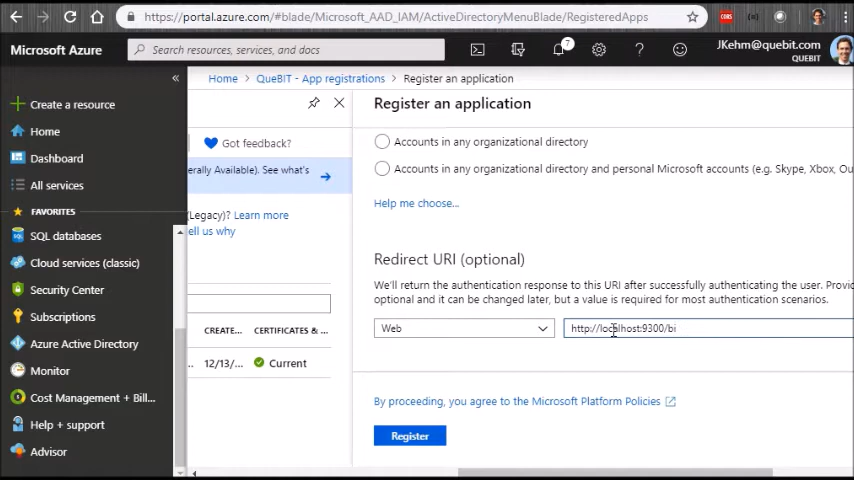 https://portal.azure.com/#blade/Microsoft_AAD_IAM/ActiveDirectoryMenuBlade/RegisteredApps
CORS
Microsoft Azure
Search resources, services, and docs
7
JKehm@quebit.com
QUEBIT
Home > QueBIT - App registrations > Register an application
Create a resource
Home
Dashboard
All services
FAVORITES
SQL databases
Cloud services (classic)
Security Center
Subscriptions
Azure Active Directory
Monitor
Cost Management + Bill...
Help + support
Advisor
Got feedback?
erally Available). See what's
(Legacy)? Learn more
ell us why
CREATE...
CERTIFICATES &
12/13/...
Current
Register an application
Accounts in any organizational directory
Accounts in any organizational directory and personal Microsoft accounts (e.g. Skype, Xbox, Ou
Help me choose...
Redirect URI (optional)
We'll return the authentication response to this URI after successfully authenticating the user. Provi
optional and it can be changed later, but a value is required for most authentication scenarios.
Web
http://localhost:9300/bi
By proceeding, you agree to the Microsoft Platform Policies
Register